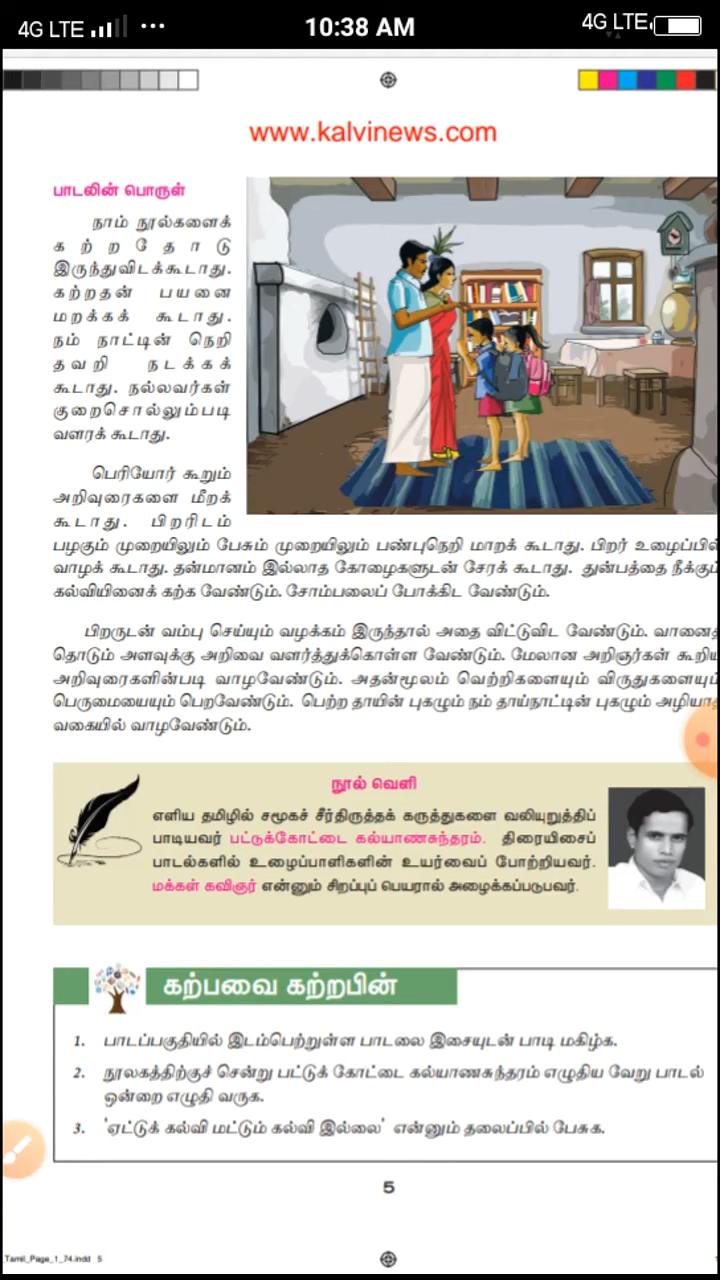 4G LTE
10:38 AM
4G LTE
www.kalvinews.com
பாடலின் பொருள்
நாம் நூல்களைக்
கற்றதோடு
இருந்துவிடக்கூடாது.
கற்றதன் பயனை
மறக்கக் கூடாது.
நம் நாட்டின் நெறி
தவறி நடக்கக்
கூடாது. நல்லவர்கள்
குறைசொல்லும்படி
வளரக் கூடாது.
பெரியோர் கூறும்
அறிவுரைகளை மீறக்
கூடாது. பிறரிடம்
பழகும் முறையிலும் பேசும் முறையிலும் பண்புநெறி மாறக் கூடாது. பிறர் உழைப்பில்
வாழக் கூடாது. தன்மானம் இல்லாத கோழைகளுடன் சேரக் கூடாது. துன்பத்தை நீக்கும்
கல்வியினைக் கற்க வேண்டும். சோம்பலைப் போக்கிட வேண்டும்.
பிறருடன் வம்பு செய்யும் வழக்கம் இருந்தால் அதை விட்டுவிட வேண்டும். வானைத்
தொடும் அளவுக்கு அறிவை வளர்த்துக்கொள்ள வேண்டும். மேலான அறிஞர்கள் கூறிய
அறிவுரைகளின்படி வாழவேண்டும். அதன்மூலம் வெற்றிகளையும் விருதுகளையும்
பெருமையையும் பெறவேண்டும். பெற்ற தாயின் புகழும் நம் தாய்நாட்டின் புகழும் அழியாத
வகையில் வாழவேண்டும்.
நூல் வெளி
எளிய தமிழில் சமூகச் சீர்திருத்தக் கருத்துகளை வலியுறுத்திப்
பாடியவர் பட்டுக்கோட்டை கல்யாணசுந்தரம். திரையிசைப்
பாடல்களில் உழைப்பாளிகளின் உயர்வைப் போற்றியவர்.
மக்கள் கவிஞர் என்னும் சிறப்புப் பெயரால் அழைக்கப்படுபவர்.
கற்பவை கற்றபின்
1. பாடப்பகுதியில் இடம்பெற்றுள்ள பாடலை இசையுடன் பாடி மகிழ்க.
2. நூலகத்திற்குச் சென்று பட்டுக் கோட்டை கல்யாணசுந்தரம் எழுதிய வேறு பாடல்
ஒன்றை எழுதி வருக.
3. 'ஏட்டுக் கல்வி மட்டும் கல்வி இல்லை' என்னும் தலைப்பில் பேசுக.
5
_Tamil_Page_1_74.indd 5